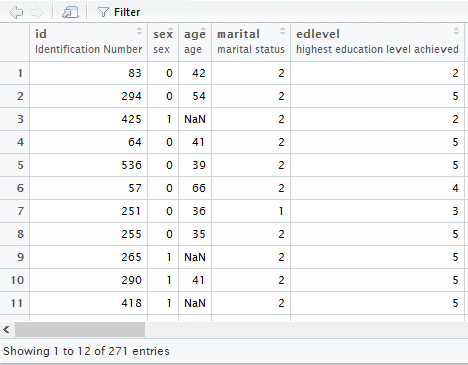 Filter
id sex age marital edlevel
Identification Number sex age marital status highest education level achieved
1 83 0 42 2 2
2 294 0 54 2 5
3 425 1 NaN 2 2
4 64 0 41 2 5
5 536 0 39 2 5
6 57 0 66 2 4
7 251 0 36 1 3
8 255 0 35 2 5
9 265 1 NaN 2 5
10 290 1 41 2 5
11 418 1 NaN 2 5
Showing 1 to 12 of 271 entries